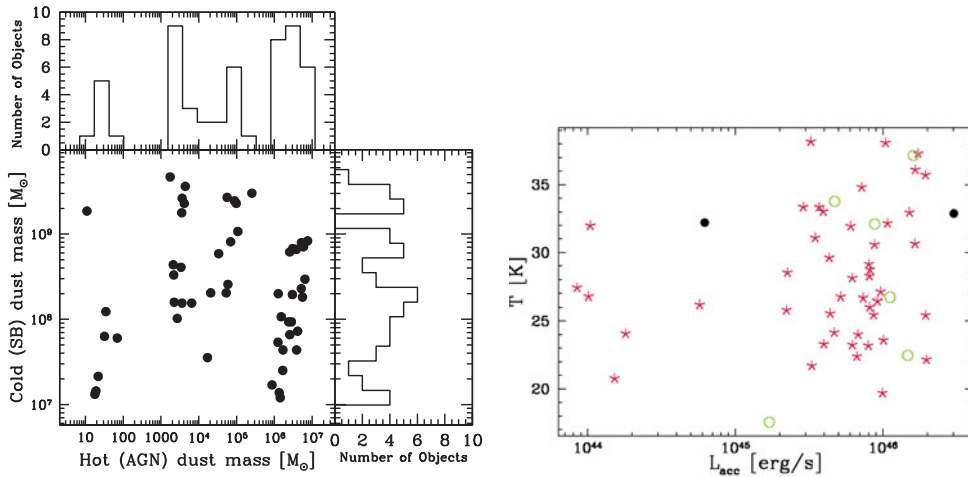 Number of Objects
10
8
6
4
2
0
Cold (SB) dust mass [M⊙]
10⁹
10⁸
10⁷
10 100 1000 10⁴ 10⁵ 10⁶ 10⁷
Hot (AGN) dust mass [M⊙]
0 2 4 6 8 10
Number of Objects
T [K]
35
30
25
20
10⁴⁴ 10⁴⁵ 10⁴⁶
L_acc [erg/s]